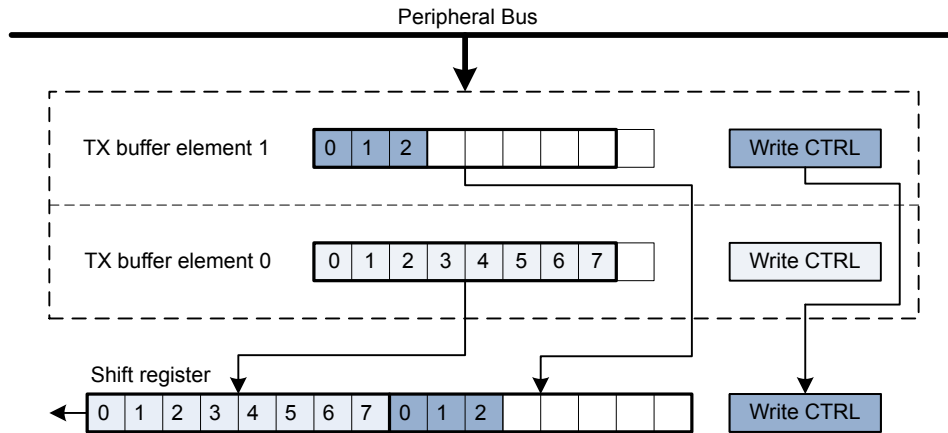 Peripheral Bus
TX buffer element 1 0 1 2 Write CTRL
TX buffer element 0 0 1 2 3 4 5 6 7 Write CTRL
Shift register
0 1 2 3 4 5 6 7 0 1 2 Write CTRL